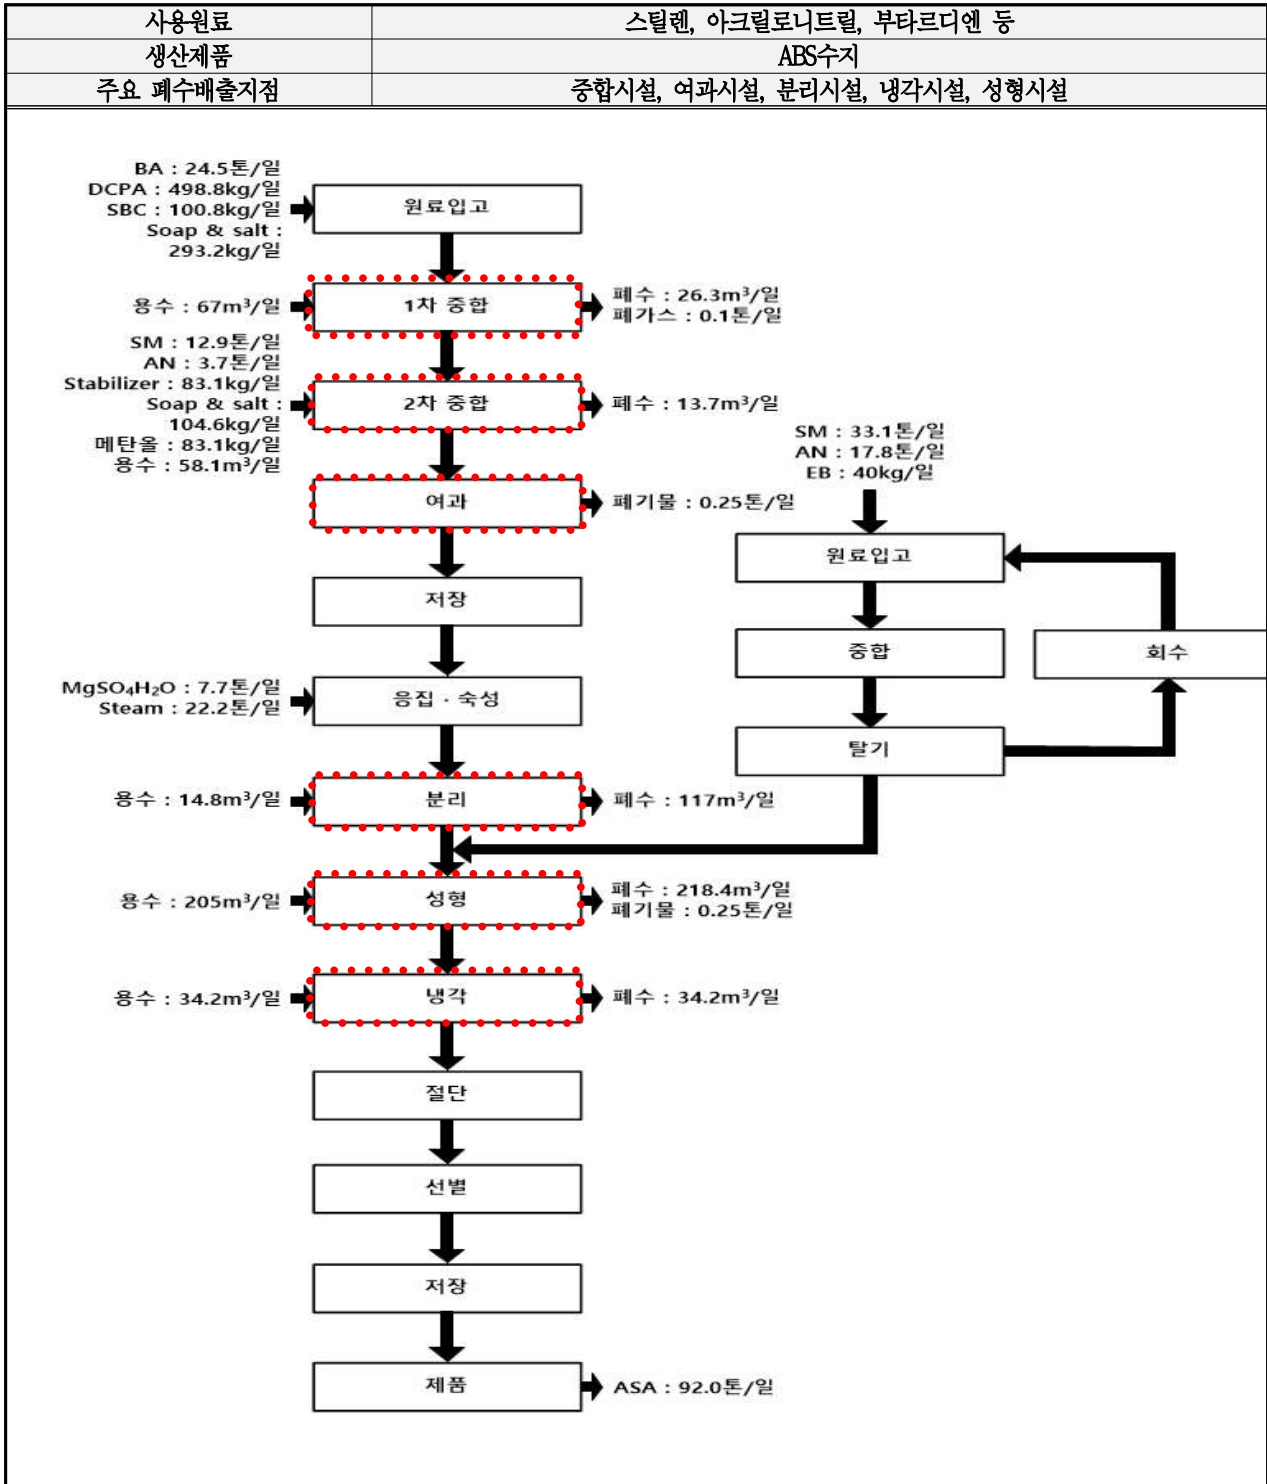 사용원료
스틸렌, 아크릴로니트릴, 부타르디엔 등
생산제품
ABS수지
주요 폐수배출지점
중합시설, 여과시설, 분리시설, 냉각시설, 성형시설
BA : 24.5톤/일
DCPA : 498.8kg/일
SBC : 100.8kg/일
Soap & salt :
293.2kg/일
원료입고
용수 : 67m³/일
1차 중합
폐수 : 26.3m³/일
폐가스 : 0.1톤/일
SM : 12.9톤/일
AN : 3.7톤/일
Stabilizer : 83.1kg/일
Soap & salt :
104.6kg/일
메탄올 : 83.1kg/일
용수 : 58.1m³/일
2차 중합
폐수 : 13.7m³/일
여과
폐기물 : 0.25톤/일
SM : 33.1톤/일
AN : 17.8톤/일
EB : 40kg/일
원료입고
저장
중합
회수
MgSO₄H₂O : 7.7톤/일
Steam : 22.2톤/일
응집 · 숙성
탈기
용수 : 14.8m³/일
분리
폐수 : 117m³/일
용수 : 205m³/일
성형
폐수 : 218.4m³/일
폐기물 : 0.25톤/일
용수 : 34.2m³/일
냉각
폐수 : 34.2m³/일
절단
선별
저장
제품
ASA : 92.0톤/일